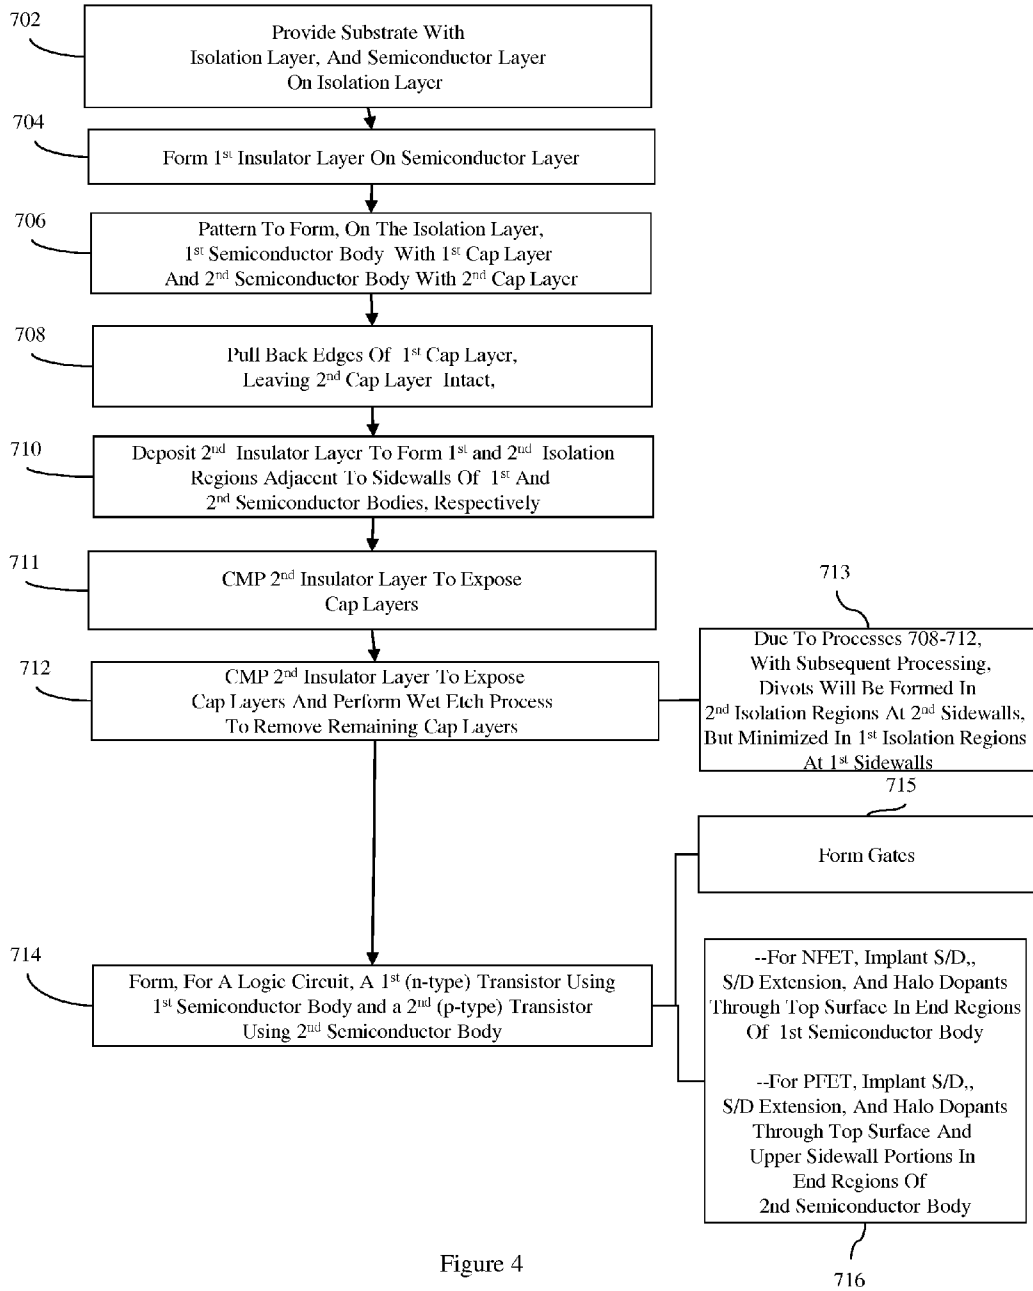 702
Provide Substrate With
Isolation Layer, And Semiconductor Layer
On Isolation Layer
704
Form 1st Insulator Layer On Semiconductor Layer
706
Pattern To Form, On The Isolation Layer,
1st Semiconductor Body With 1st Cap Layer
And 2nd Semiconductor Body With 2nd Cap Layer
708
Pull Back Edges Of 1st Cap Layer,
Leaving 2nd Cap Layer Intact,
710
Deposit 2nd Insulator Layer To Form 1st and 2nd Isolation
Regions Adjacent To Sidewalls Of 1st And
2nd Semiconductor Bodies, Respectively
711
CMP 2nd Insulator Layer To Expose
Cap Layers
712
CMP 2nd Insulator Layer To Expose
Cap Layers And Perform Wet Etch Process
To Remove Remaining Cap Layers
713
Due To Processes 708-712,
With Subsequent Processing,
Divots Will Be Formed In
2nd Isolation Regions At 2nd Sidewalls,
But Minimized In 1st Isolation Regions
At 1st Sidewalls
714
Form, For A Logic Circuit, A 1st (n-type) Transistor Using
1st Semiconductor Body and a 2nd (p-type) Transistor
Using 2nd Semiconductor Body
715
Form Gates
--For NFET, Implant S/D,,
S/D Extension, And Halo Dopants
Through Top Surface In End Regions
Of 1st Semiconductor Body
--For PFET, Implant S/D,,
S/D Extension, And Halo Dopants
Through Top Surface And
Upper Sidewall Portions In
End Regions Of
2nd Semiconductor Body
716
Figure 4